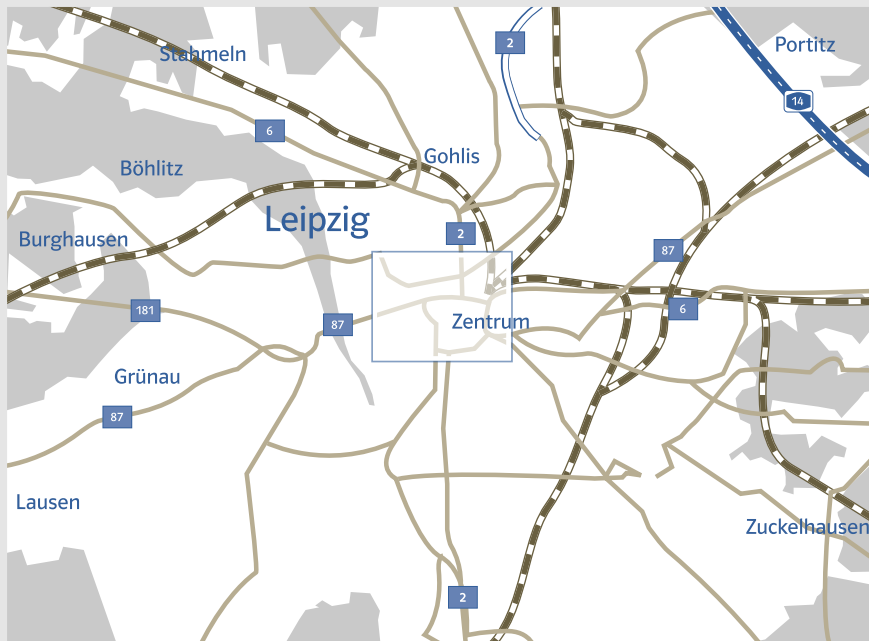 2
Portitz
Stahmeln
14
6
Gohlis
Böhlitz
Leipzig
2
Burghausen
87
181
6
87
Zentrum
Grünau
87
Lausen
Zuckelhausen
2